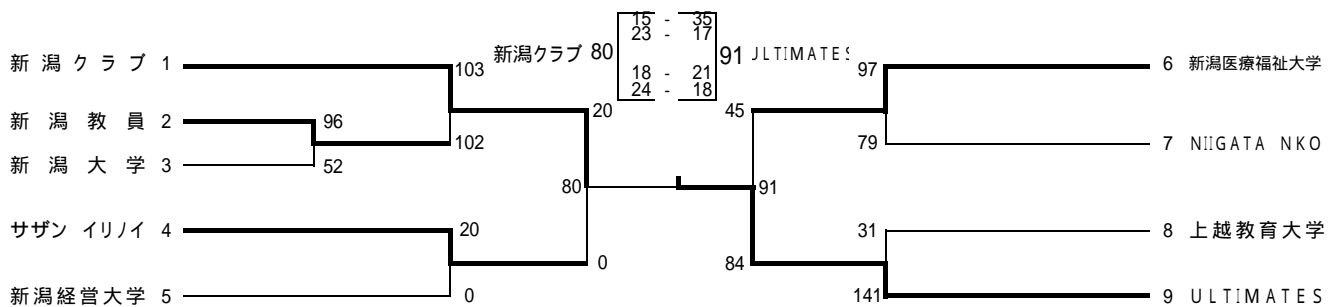 15 - 35
23 - 17
新潟クラブ 80 91 ULTIMATES
18 - 21
24 - 18
新潟クラブ 1 103
新潟教員 2 96
102
新潟大学 3 52
20
80
サザン イリノイ 4 20
0
新潟経営大学 5 0
97 6 新潟医療福祉大学
45
79 7 NIIGATA NKO
91
31 8 上越教育大学
84
141 9 ULTIMATES